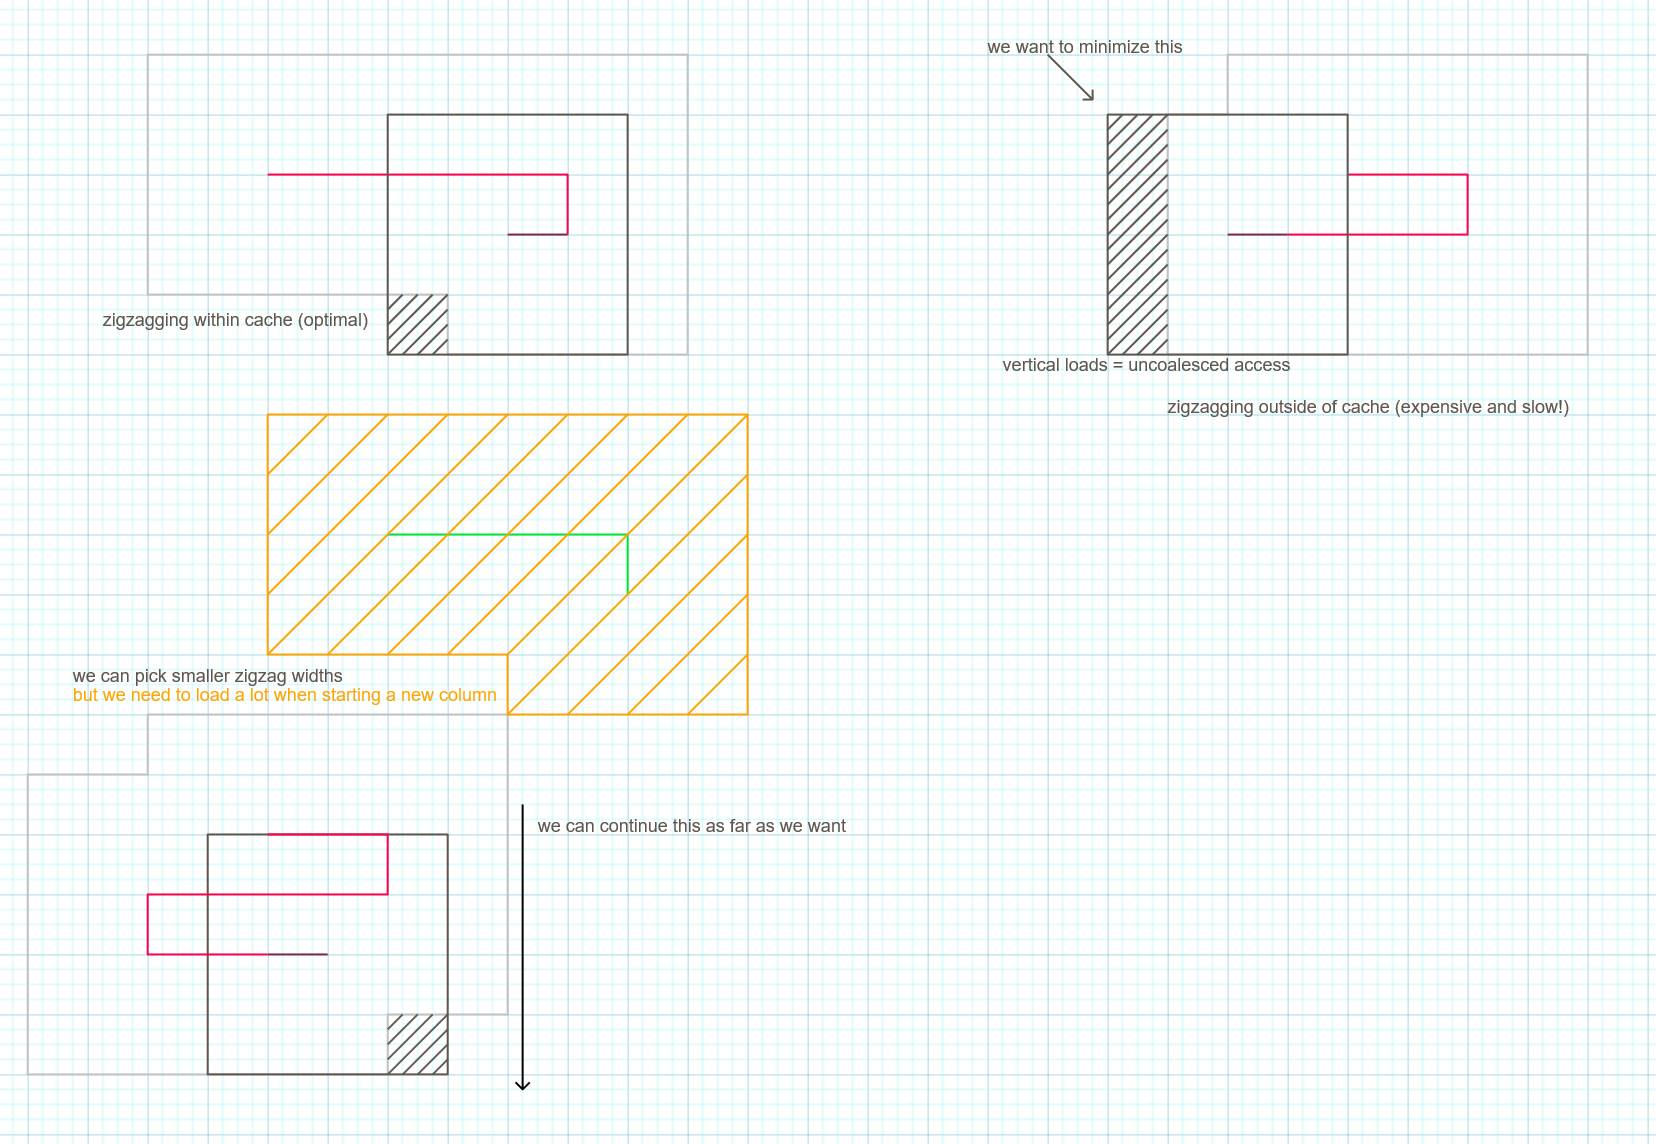 we want to minimize this
zigzagging within cache (optimal)
vertical loads = uncoalesced access
zigzagging outside of cache (expensive and slow!)
we can pick smaller zigzag widths
but we need to load a lot when starting a new column
we can continue this as far as we want